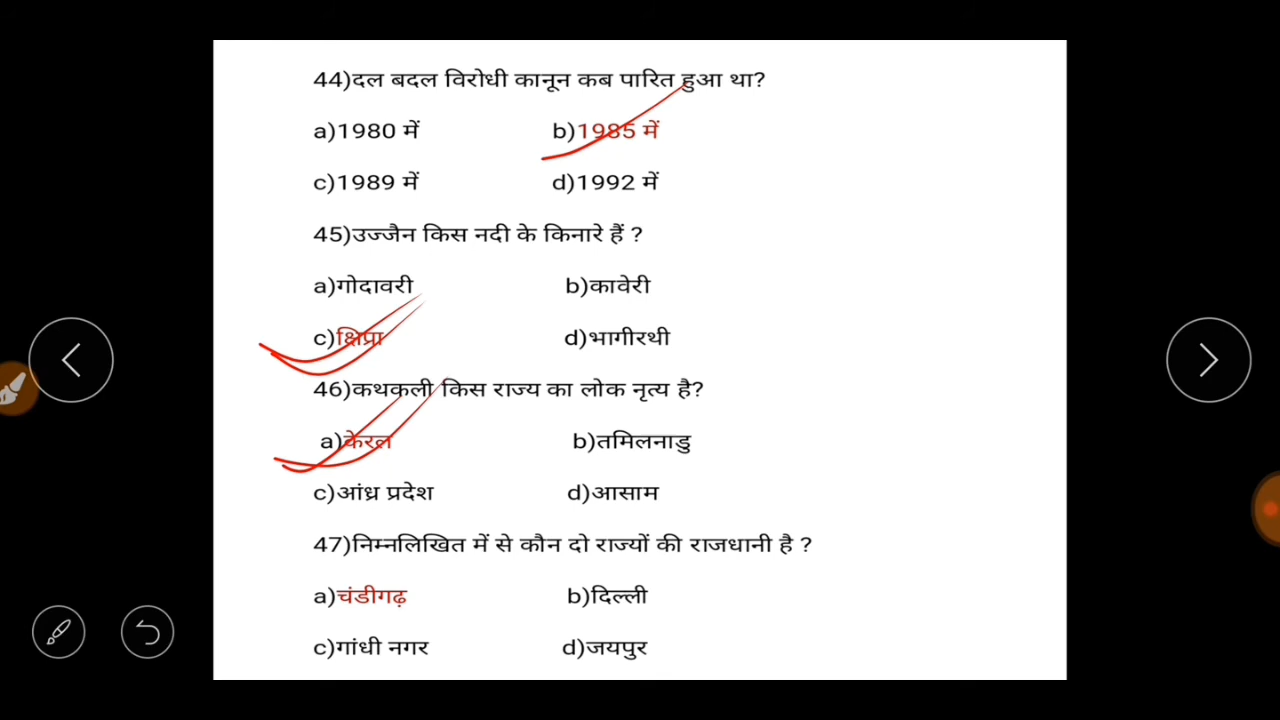 44)दल बदल विरोधी कानून कब पारित हुआ था?
a)1980 में b)1985 में
c)1989 में d)1992 में
45)उज्जैन किस नदी के किनारे हैं ?
a)गोदावरी b)कावेरी
c)क्षिप्रा d)भागीरथी
46)कथकली किस राज्य का लोक नृत्य है?
a)केरल b)तमिलनाडु
c)आंध्र प्रदेश d)आसाम
47)निम्नलिखित में से कौन दो राज्यों की राजधानी है ?
a)चंडीगढ़ b)दिल्ली
c)गांधी नगर d)जयपुर